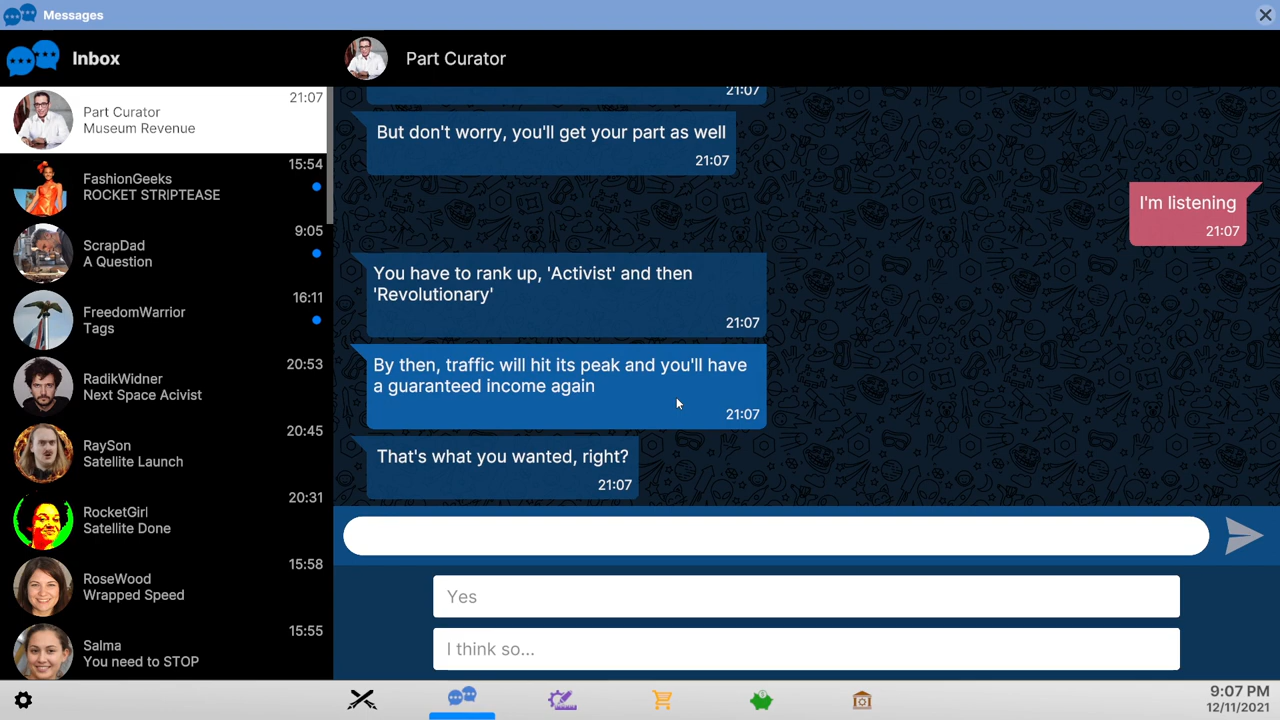 Messages
Inbox
Part Curator
21:07
Part Curator
Museum Revenue
15:54
FashionGeeks
ROCKET STRIPTEASE
9:05
ScrapDad
A Question
16:11
FreedomWarrior
Tags
20:53
RadikWidner
Next Space Acivist
20:45
RaySon
Satellite Launch
20:31
RocketGirl
Satellite Done
15:58
RoseWood
Wrapped Speed
15:55
Salma
You need to STOP
21:07
But don't worry, you'll get your part as well
21:07
I'm listening
21:07
You have to rank up, 'Activist' and then
'Revolutionary'
21:07
By then, traffic will hit its peak and you'll have
a guaranteed income again
21:07
That's what you wanted, right?
21:07
Yes
I think so...
9:07 PM
12/11/2021